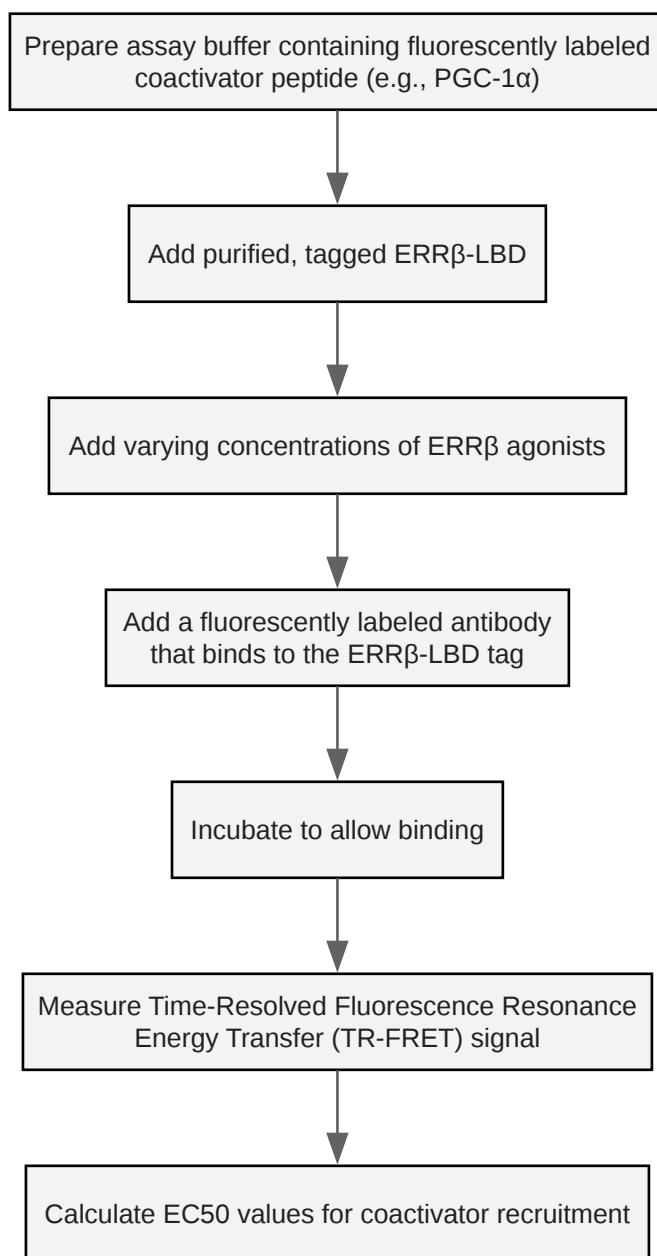 Prepare assay buffer containing fluorescently labeled
coactivator peptide (e.g., PGC-1α)
Add purified, tagged ERRβ-LBD
Add varying concentrations of ERRβ agonists
Add a fluorescently labeled antibody
that binds to the ERRβ-LBD tag
Incubate to allow binding
Measure Time-Resolved Fluorescence Resonance
Energy Transfer (TR-FRET) signal
Calculate EC50 values for coactivator recruitment